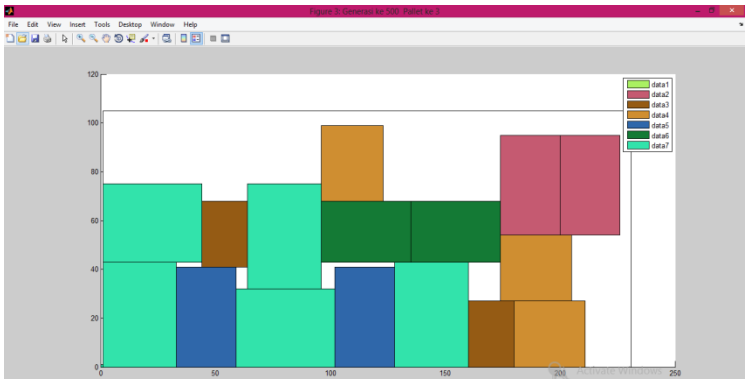 Figure 3: Generasi ke 500 Pallet ke 3
File Edit View Insert Tools Desktop Window Help
120
100
80
60
40
20
0
0 50 100 150 200 250
data1
data2
data3
data4
data5
data6
data7
Activate Windows